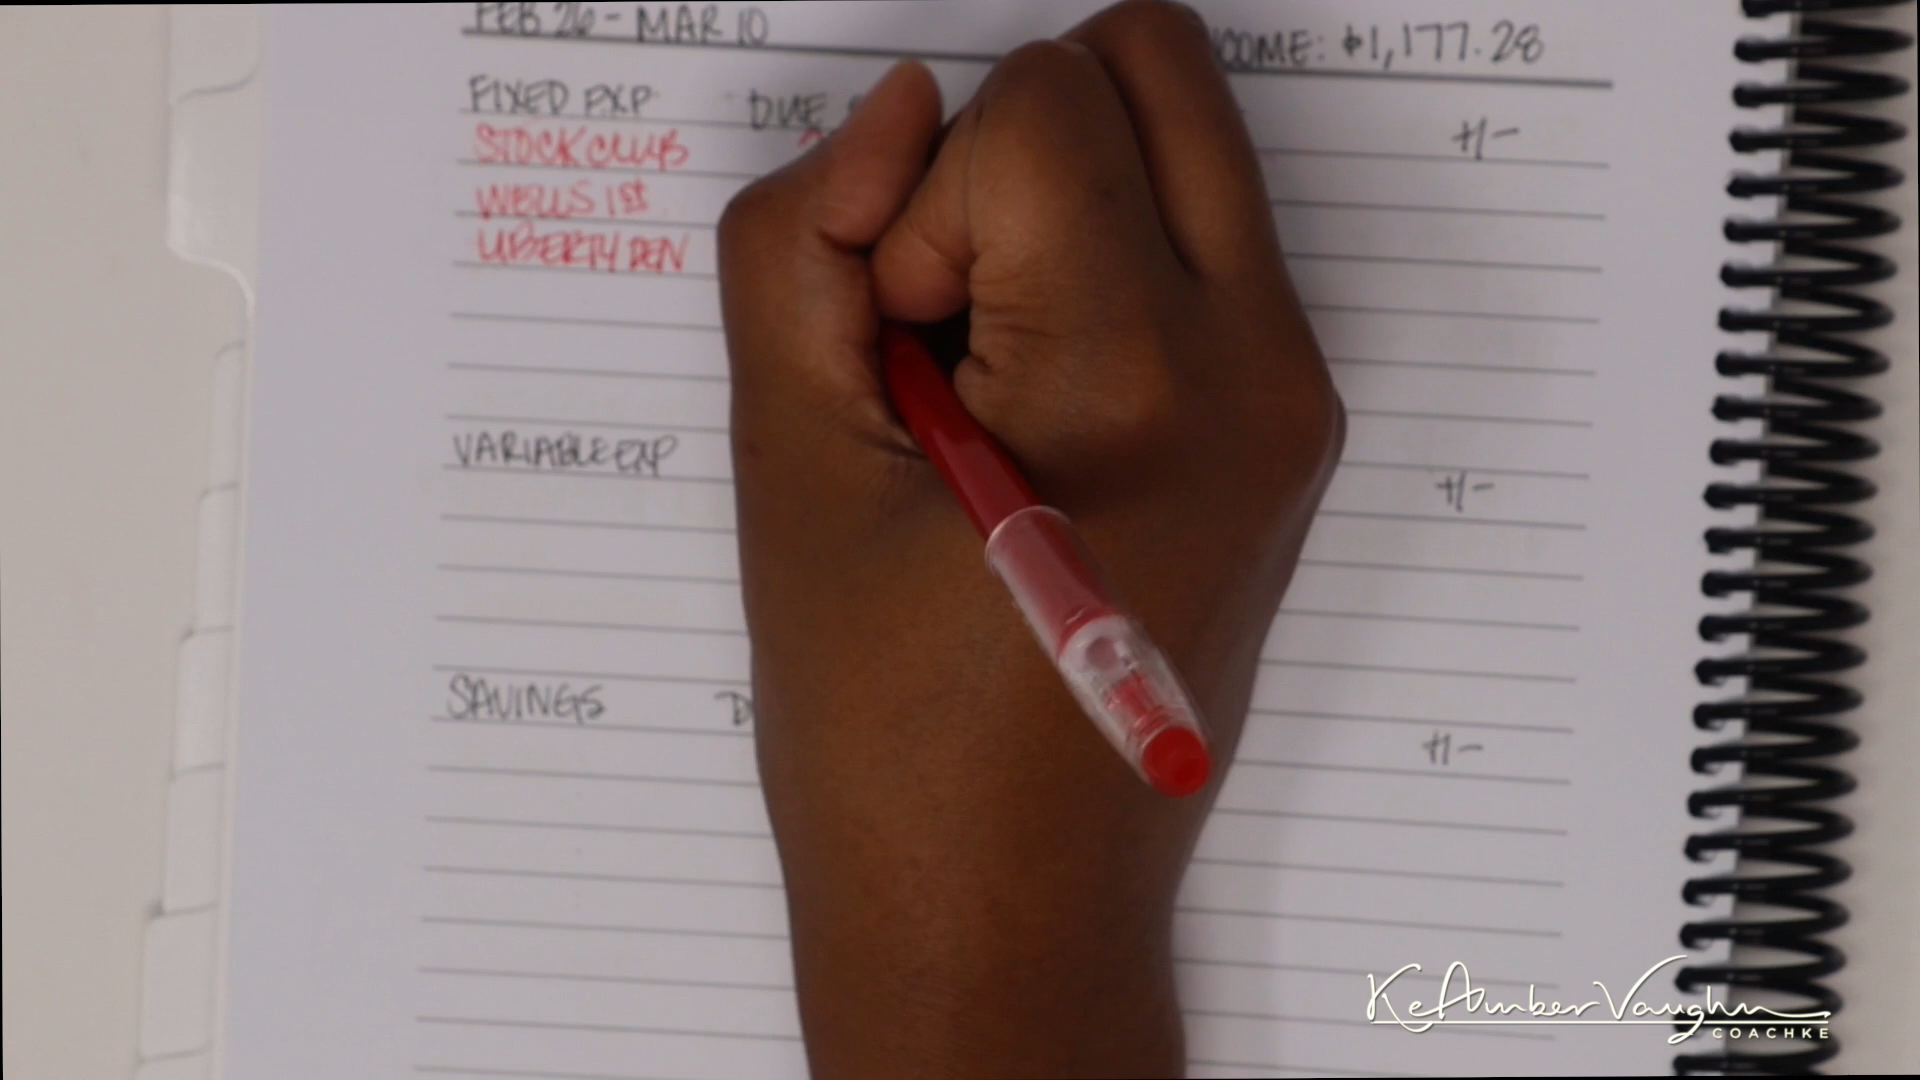 FEB 26 - MAR 10
COME: $1,177.28
FIXED EXP DUE +/-
STOCK CLUB
WELLS 1st
LIBERTY DEN
VARIABLE EXP +/-
SAVINGS D +/-
KeAmber Vaughn
COACHKE